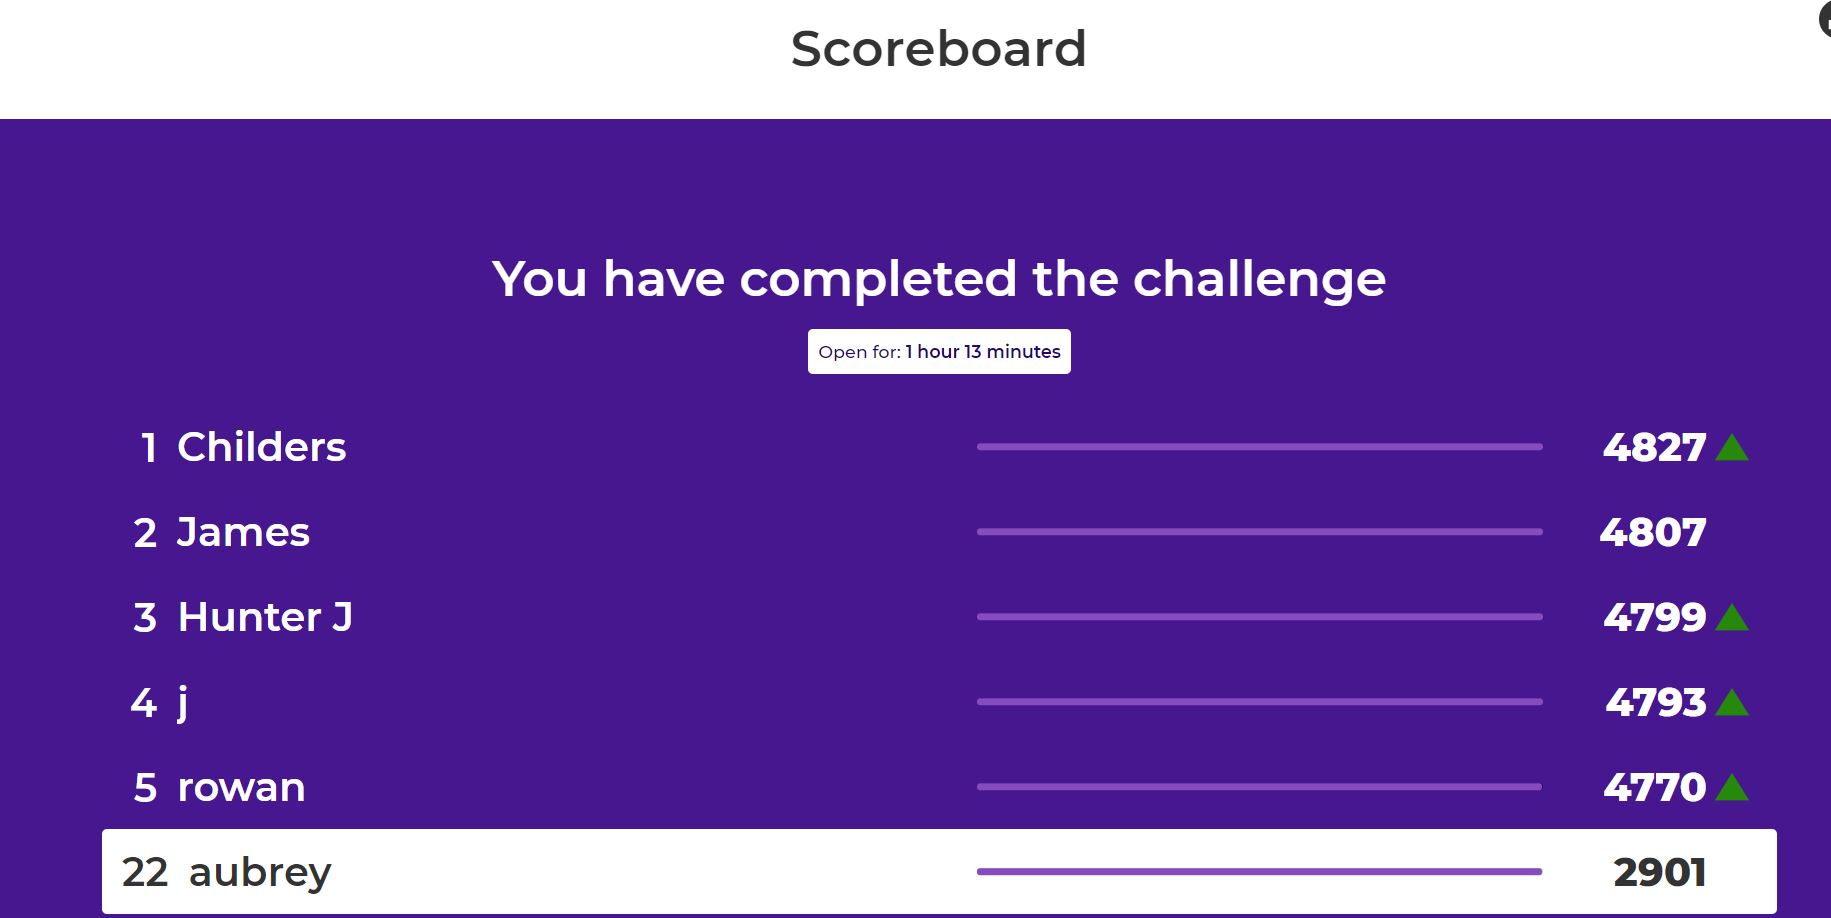 Scoreboard
You have completed the challenge
Open for: 1 hour 13 minutes
1 Childers 4827
2 James 4807
3 Hunter J 4799
4 j 4793
5 rowan 4770
22 aubrey 2901